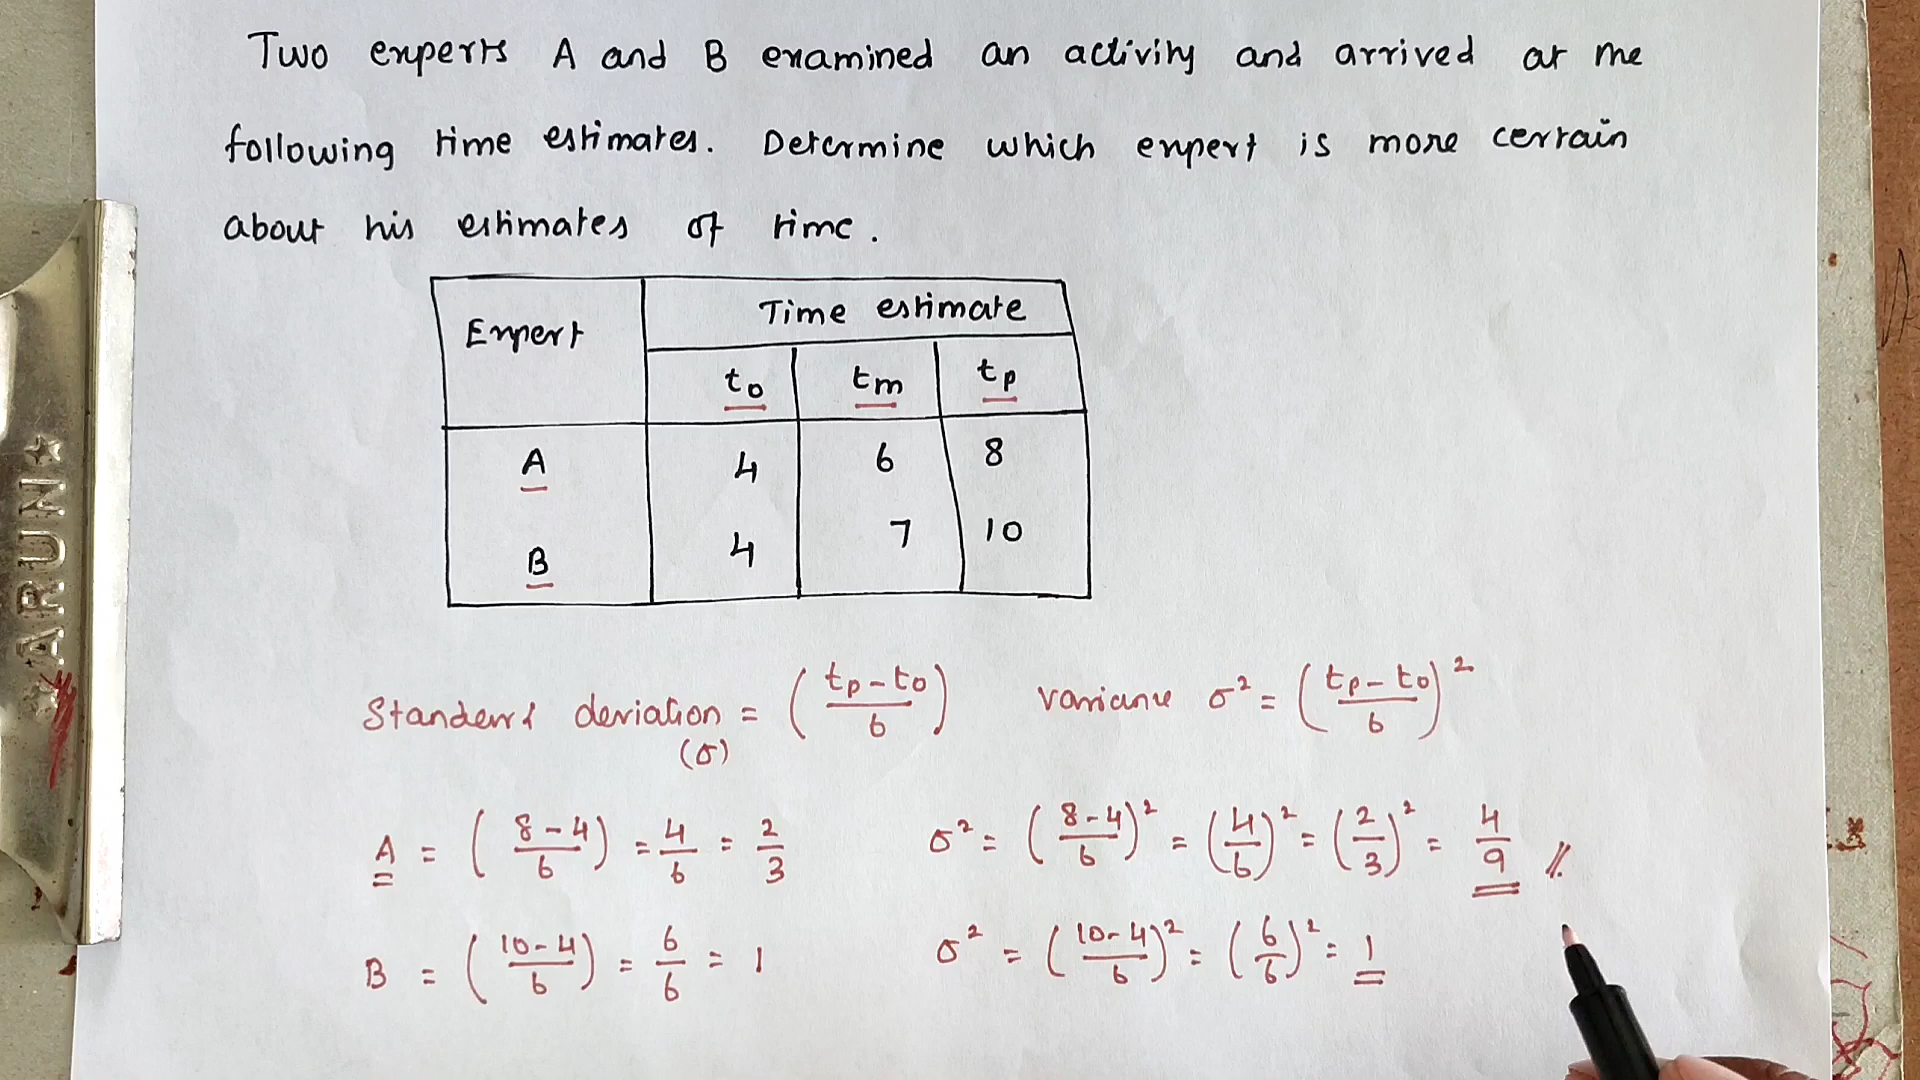 Two experts A and B examined an activity and arrived at the
following time estimates. Determine which expert is more certain
about his estimates of time.
Expert
Time estimate
to tm tp
A 4 6 8
B 4 7 10
Standard deviation = (tp-to/6) variance σ² = (tp-to/6)²
(σ)
A = (8-4/6) = 4/6 = 2/3 σ² = (8-4/6)² = (4/6)² = (2/3)² = 4/9 //.
B = (10-4/6) = 6/6 = 1 σ² = (10-4/6)² = (6/6)² = 1
ARUN